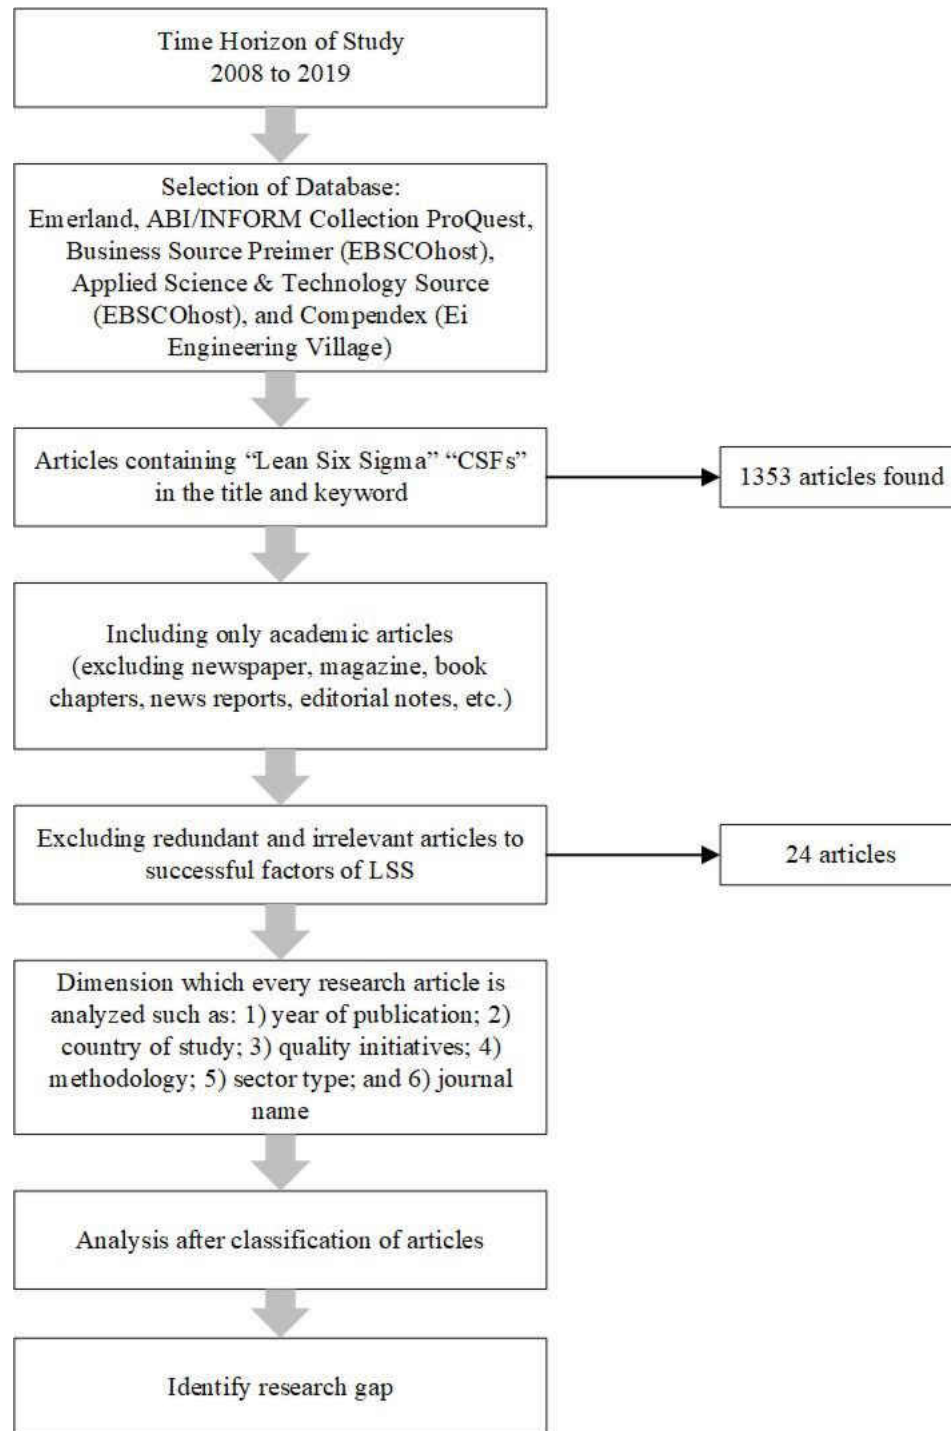 Time Horizon of Study
2008 to 2019
Selection of Database:
Emerland, ABI/INFORM Collection ProQuest,
Business Source Preimer (EBSCOhost),
Applied Science & Technology Source
(EBSCOhost), and Compendex (Ei
Engineering Village)
Articles containing “Lean Six Sigma” “CSFs”
in the title and keyword
1353 articles found
Including only academic articles
(excluding newspaper, magazine, book
chapters, news reports, editorial notes, etc.)
Excluding redundant and irrelevant articles to
successful factors of LSS
24 articles
Dimension which every research article is
analyzed such as: 1) year of publication; 2)
country of study; 3) quality initiatives; 4)
methodology; 5) sector type; and 6) journal
name
Analysis after classification of articles
Identify research gap